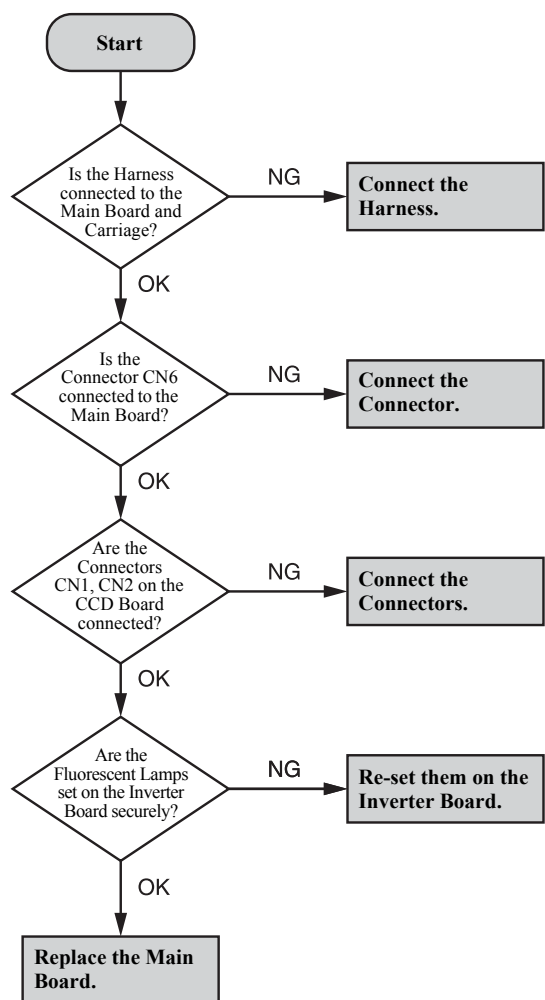 Start
Is the Harness
connected to the
Main Board and
Carriage?
NG
Connect the
Harness.
OK
Is the
Connector CN6
connected to the
Main Board?
NG
Connect the
Connector.
OK
Are the
Connectors
CN1, CN2 on the
CCD Board
connected?
NG
Connect the
Connectors.
OK
Are the
Fluorescent Lamps
set on the Inverter
Board securely?
NG
Re-set them on the
Inverter Board.
OK
Replace the Main
Board.